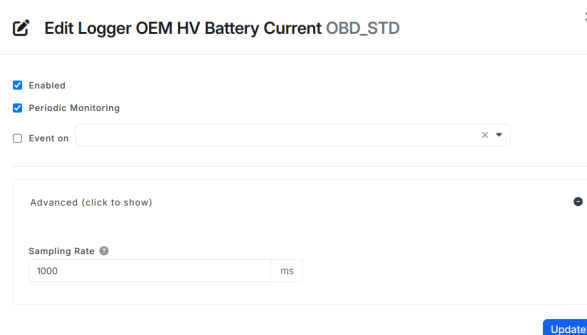 Edit Logger OEM HV Battery Current OBD_STD
Enabled
Periodic Monitoring
Event on
Advanced (click to show)
Sampling Rate
1000 ms
Update